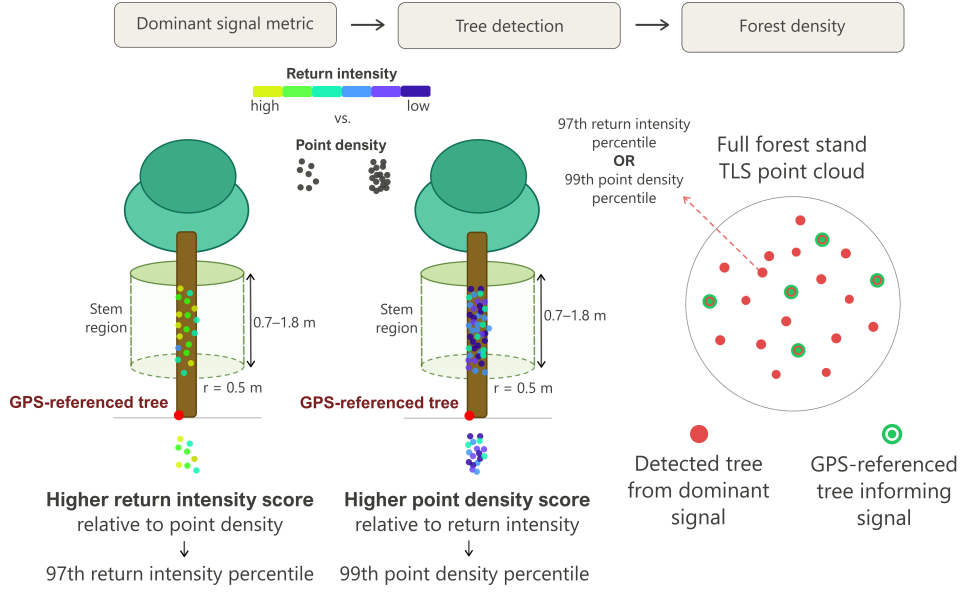 Dominant signal metric
Tree detection
Forest density
Return intensity
high
low
vs.
Point density
97th return intensity
percentile
OR
99th point density
percentile
Full forest stand
TLS point cloud
Stem
region
0.7–1.8 m
r = 0.5 m
GPS-referenced tree
Stem
region
0.7–1.8 m
r = 0.5 m
GPS-referenced tree
Higher return intensity score
relative to point density
97th return intensity percentile
Higher point density score
relative to return intensity
99th point density percentile
Detected tree
from dominant
signal
GPS-referenced
tree informing
signal